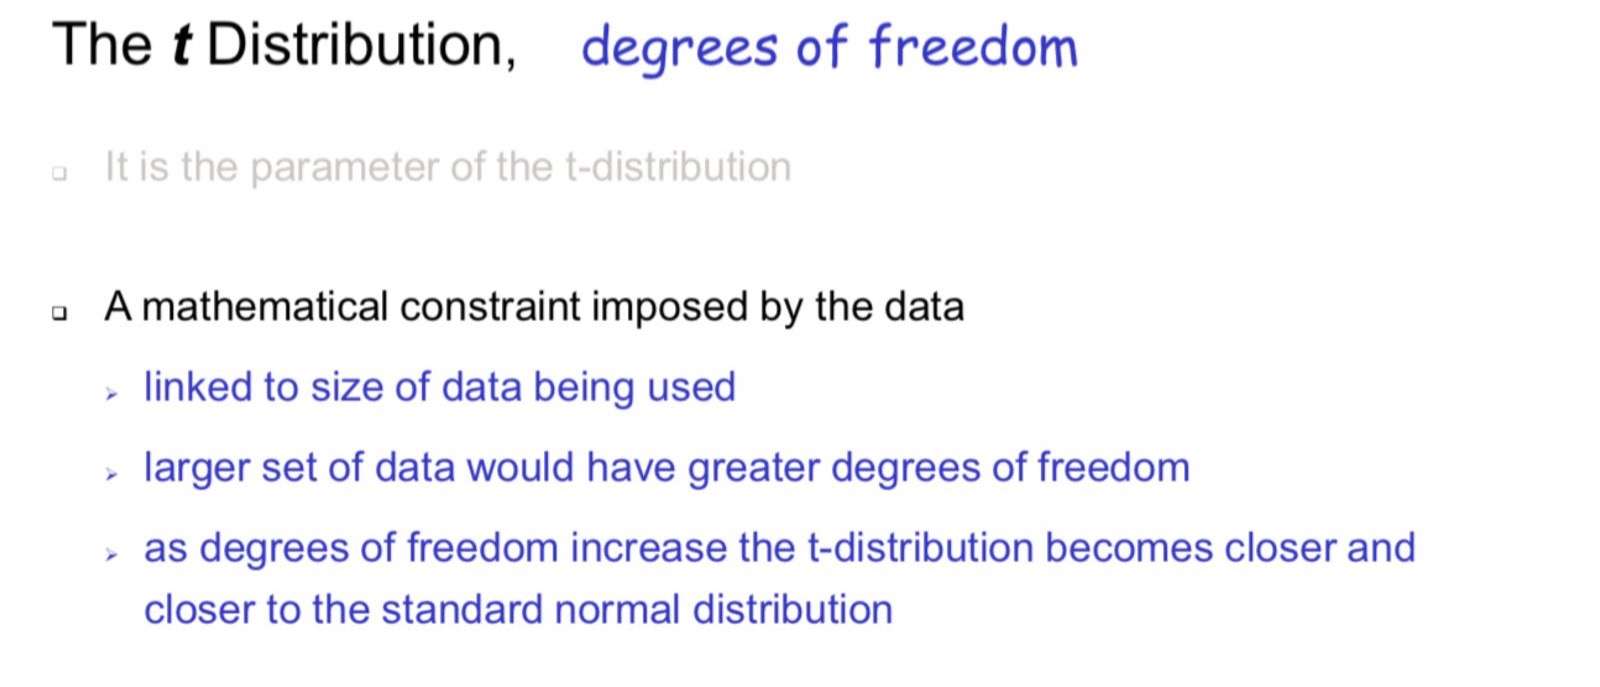 The t Distribution, degrees of freedom
It is the parameter of the t-distribution
A mathematical constraint imposed by the data
linked to size of data being used
larger set of data would have greater degrees of freedom
as degrees of freedom increase the t-distribution becomes closer and
closer to the standard normal distribution